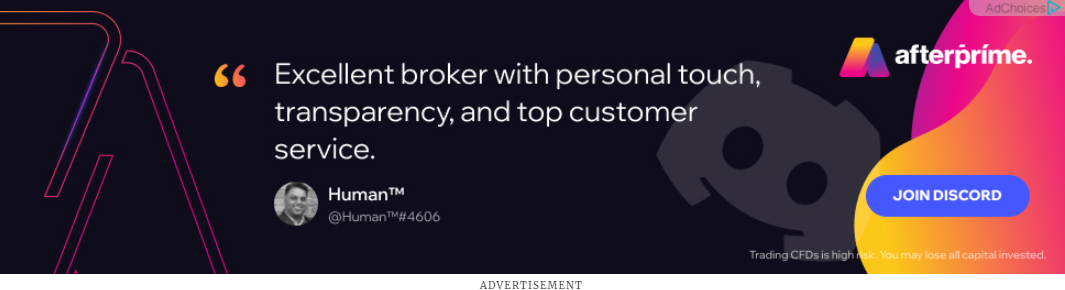 AdChoices
afterprime.
“ Excellent broker with personal touch,
transparency, and top customer
service.
Human™
@Human™#4606
JOIN DISCORD
Trading CFDs is high risk. You may lose all capital invested.
ADVERTISEMENT